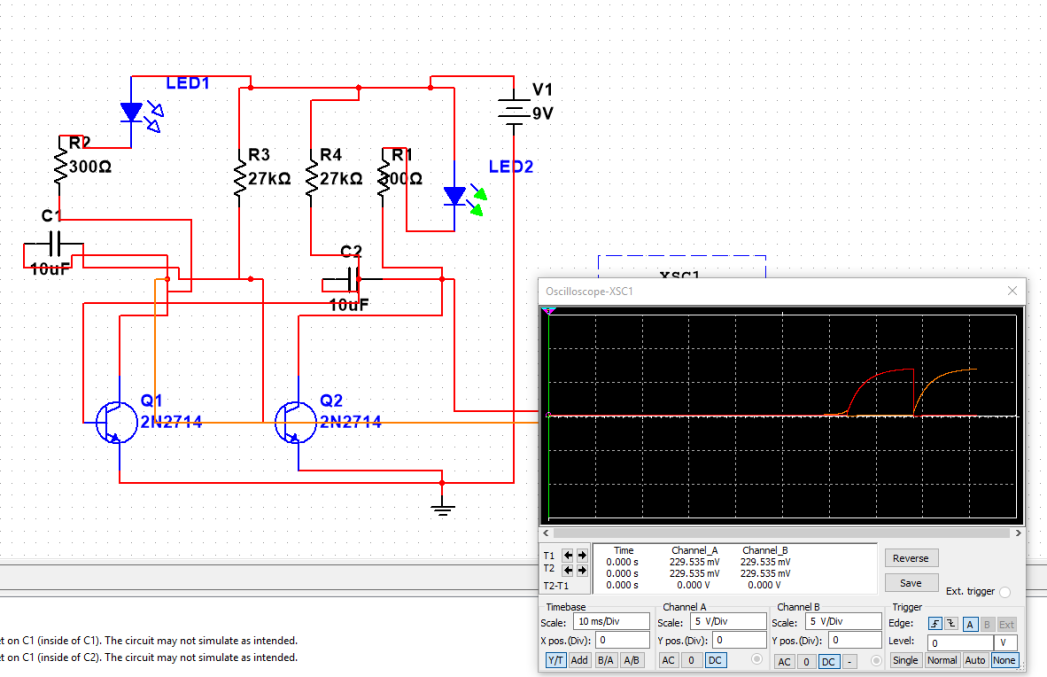 LED1
V1
9V
R2
300Ω
R3
27kΩ
R4
27kΩ
R1
300Ω
LED2
C1
10uF
C2
10uF
XSC1
Q1
2N2714
Q2
2N2714
Oscilloscope-XSC1
Time Channel_A Channel_B
T1 0.000 s 229.535 mV 229.535 mV
T2 0.000 s 229.535 mV 229.535 mV
T2-T1 0.000 s 0.000 V 0.000 V
Reverse
Save
Ext. trigger
Timebase
Scale: 10 ms/Div
X pos.(Div): 0
Y/T Add B/A A/B
Channel A
Scale: 5 V/Div
Y pos.(Div): 0
AC 0 DC
Channel B
Scale: 5 V/Div
Y pos.(Div): 0
AC 0 DC -
Trigger
Edge: A B Ext
Level: 0 V
Single Normal Auto None
et on C1 (inside of C1). The circuit may not simulate as intended.
et on C1 (inside of C2). The circuit may not simulate as intended.